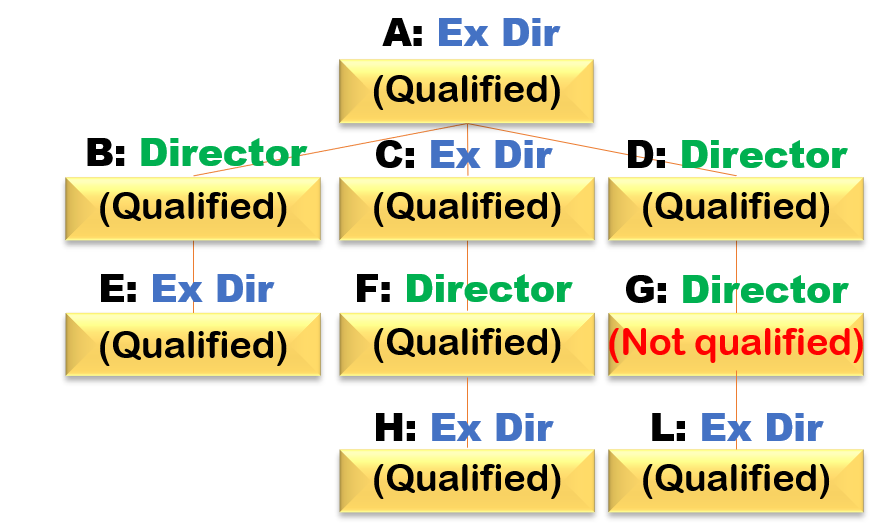 A: Ex Dir
(Qualified)
B: Director
C: Ex Dir
D: Director
(Qualified)
(Qualified)
(Qualified)
E: Ex Dir
F: Director
G: Director
(Qualified)
(Qualified)
(Not qualified)
H: Ex Dir
L: Ex Dir
(Qualified)
(Qualified)